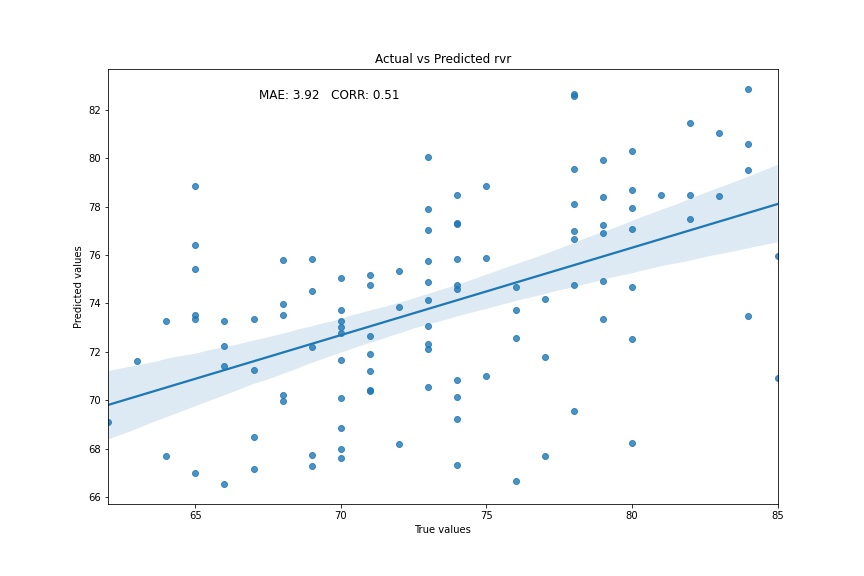 Actual vs Predicted rvr
MAE: 3.92 CORR: 0.51
82
80
78
76
74
72
70
68
66
Predicted values
65 70 75 80 85
True values